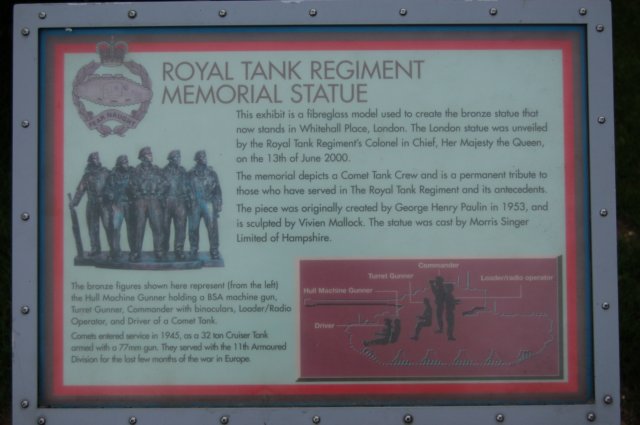 FEAR NAUGHT
ROYAL TANK REGIMENT
MEMORIAL STATUE
This exhibit is a fibreglass model used to create the bronze statue that
now stands in Whitehall Place, London. The London statue was unveiled
by the Royal Tank Regiment's Colonel in Chief, Her Majesty the Queen,
on the 13th of June 2000.
The memorial depicts a Comet Tank Crew and is a permanent tribute to
those who have served in The Royal Tank Regiment and its antecedents.
The piece was originally created by George Henry Paulin in 1953, and
is sculpted by Vivien Mallock. The statue was cast by Morris Singer
Limited of Hampshire.
The bronze figures shown here represent (from the left)
the Hull Machine Gunner holding a BSA machine gun,
Turret Gunner, Commander with binoculars, Loader/Radio
Operator, and Driver of a Comet Tank.
Comets entered service in 1945, as a 32 ton Cruiser Tank
armed with a 77mm gun. They served with the 11th Armoured
Division for the last few months of the war in Europe.
Commander
Turret Gunner
Loader/radio operator
Hull Machine Gunner
Driver